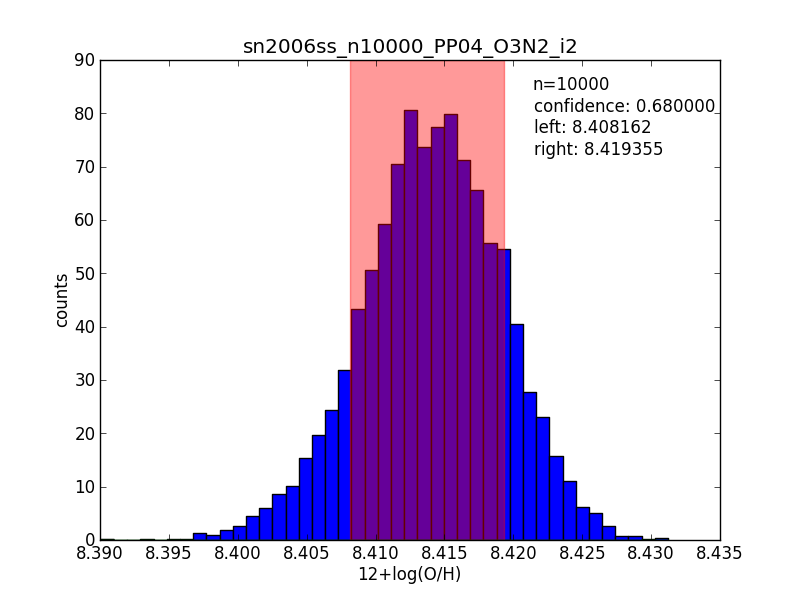 sn2006ss_n10000_PP04_O3N2_i2
90
80
70
60
50
40
30
20
10
0
counts
n=10000
confidence: 0.680000
left: 8.408162
right: 8.419355
8.390 8.395 8.400 8.405 8.410 8.415 8.420 8.425 8.430 8.435
12+log(O/H)